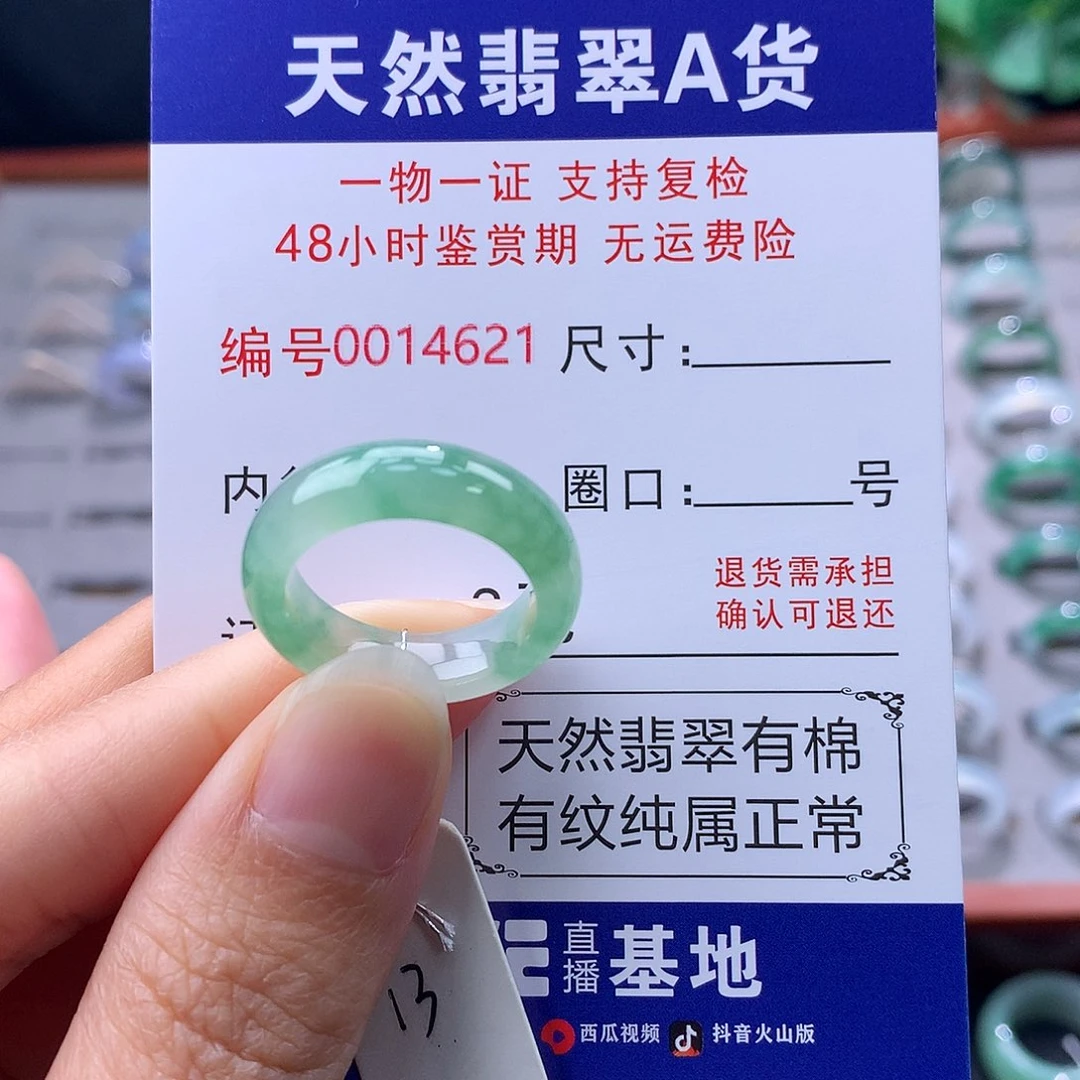 天然翡翠A货
一物一证 支持复检
48小时鉴赏期 无运费险
编号0014621 尺寸:
内 圈口: 号
退货需承担
确认可退还
天然翡翠有棉
有纹纯属正常
直播基地
西瓜视频 抖音火山版
13